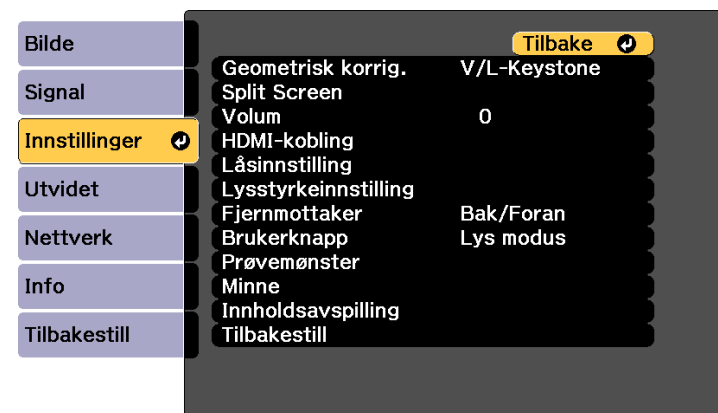 Bilde
Signal
Innstillinger
Utvidet
Nettverk
Info
Tilbakestill
Tilbake
Geometrisk korrig. V/L-Keystone
Split Screen
Volum 0
HDMI-kobling
Låsinnstilling
Lysstyrkeinnstilling
Fjernmottaker Bak/Foran
Brukerknapp Lys modus
Prøvemønster
Minne
Innholdsavspilling
Tilbakestill